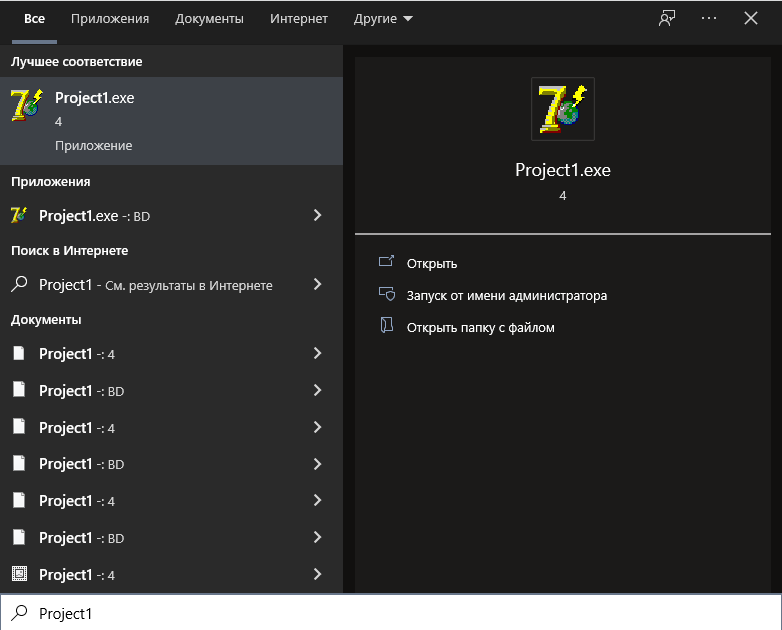 Все Приложения Документы Интернет Другие
Лучшее соответствие
Project1.exe
4
Приложение
Приложения
Project1.exe -: BD
Поиск в Интернете
Project1 - См. результаты в Интернете
Документы
Project1 -: 4
Project1 -: BD
Project1 -: 4
Project1 -: BD
Project1 -: 4
Project1 -: BD
Project1 -: 4
Project1.exe
4
Открыть
Запуск от имени администратора
Открыть папку с файлом
Project1